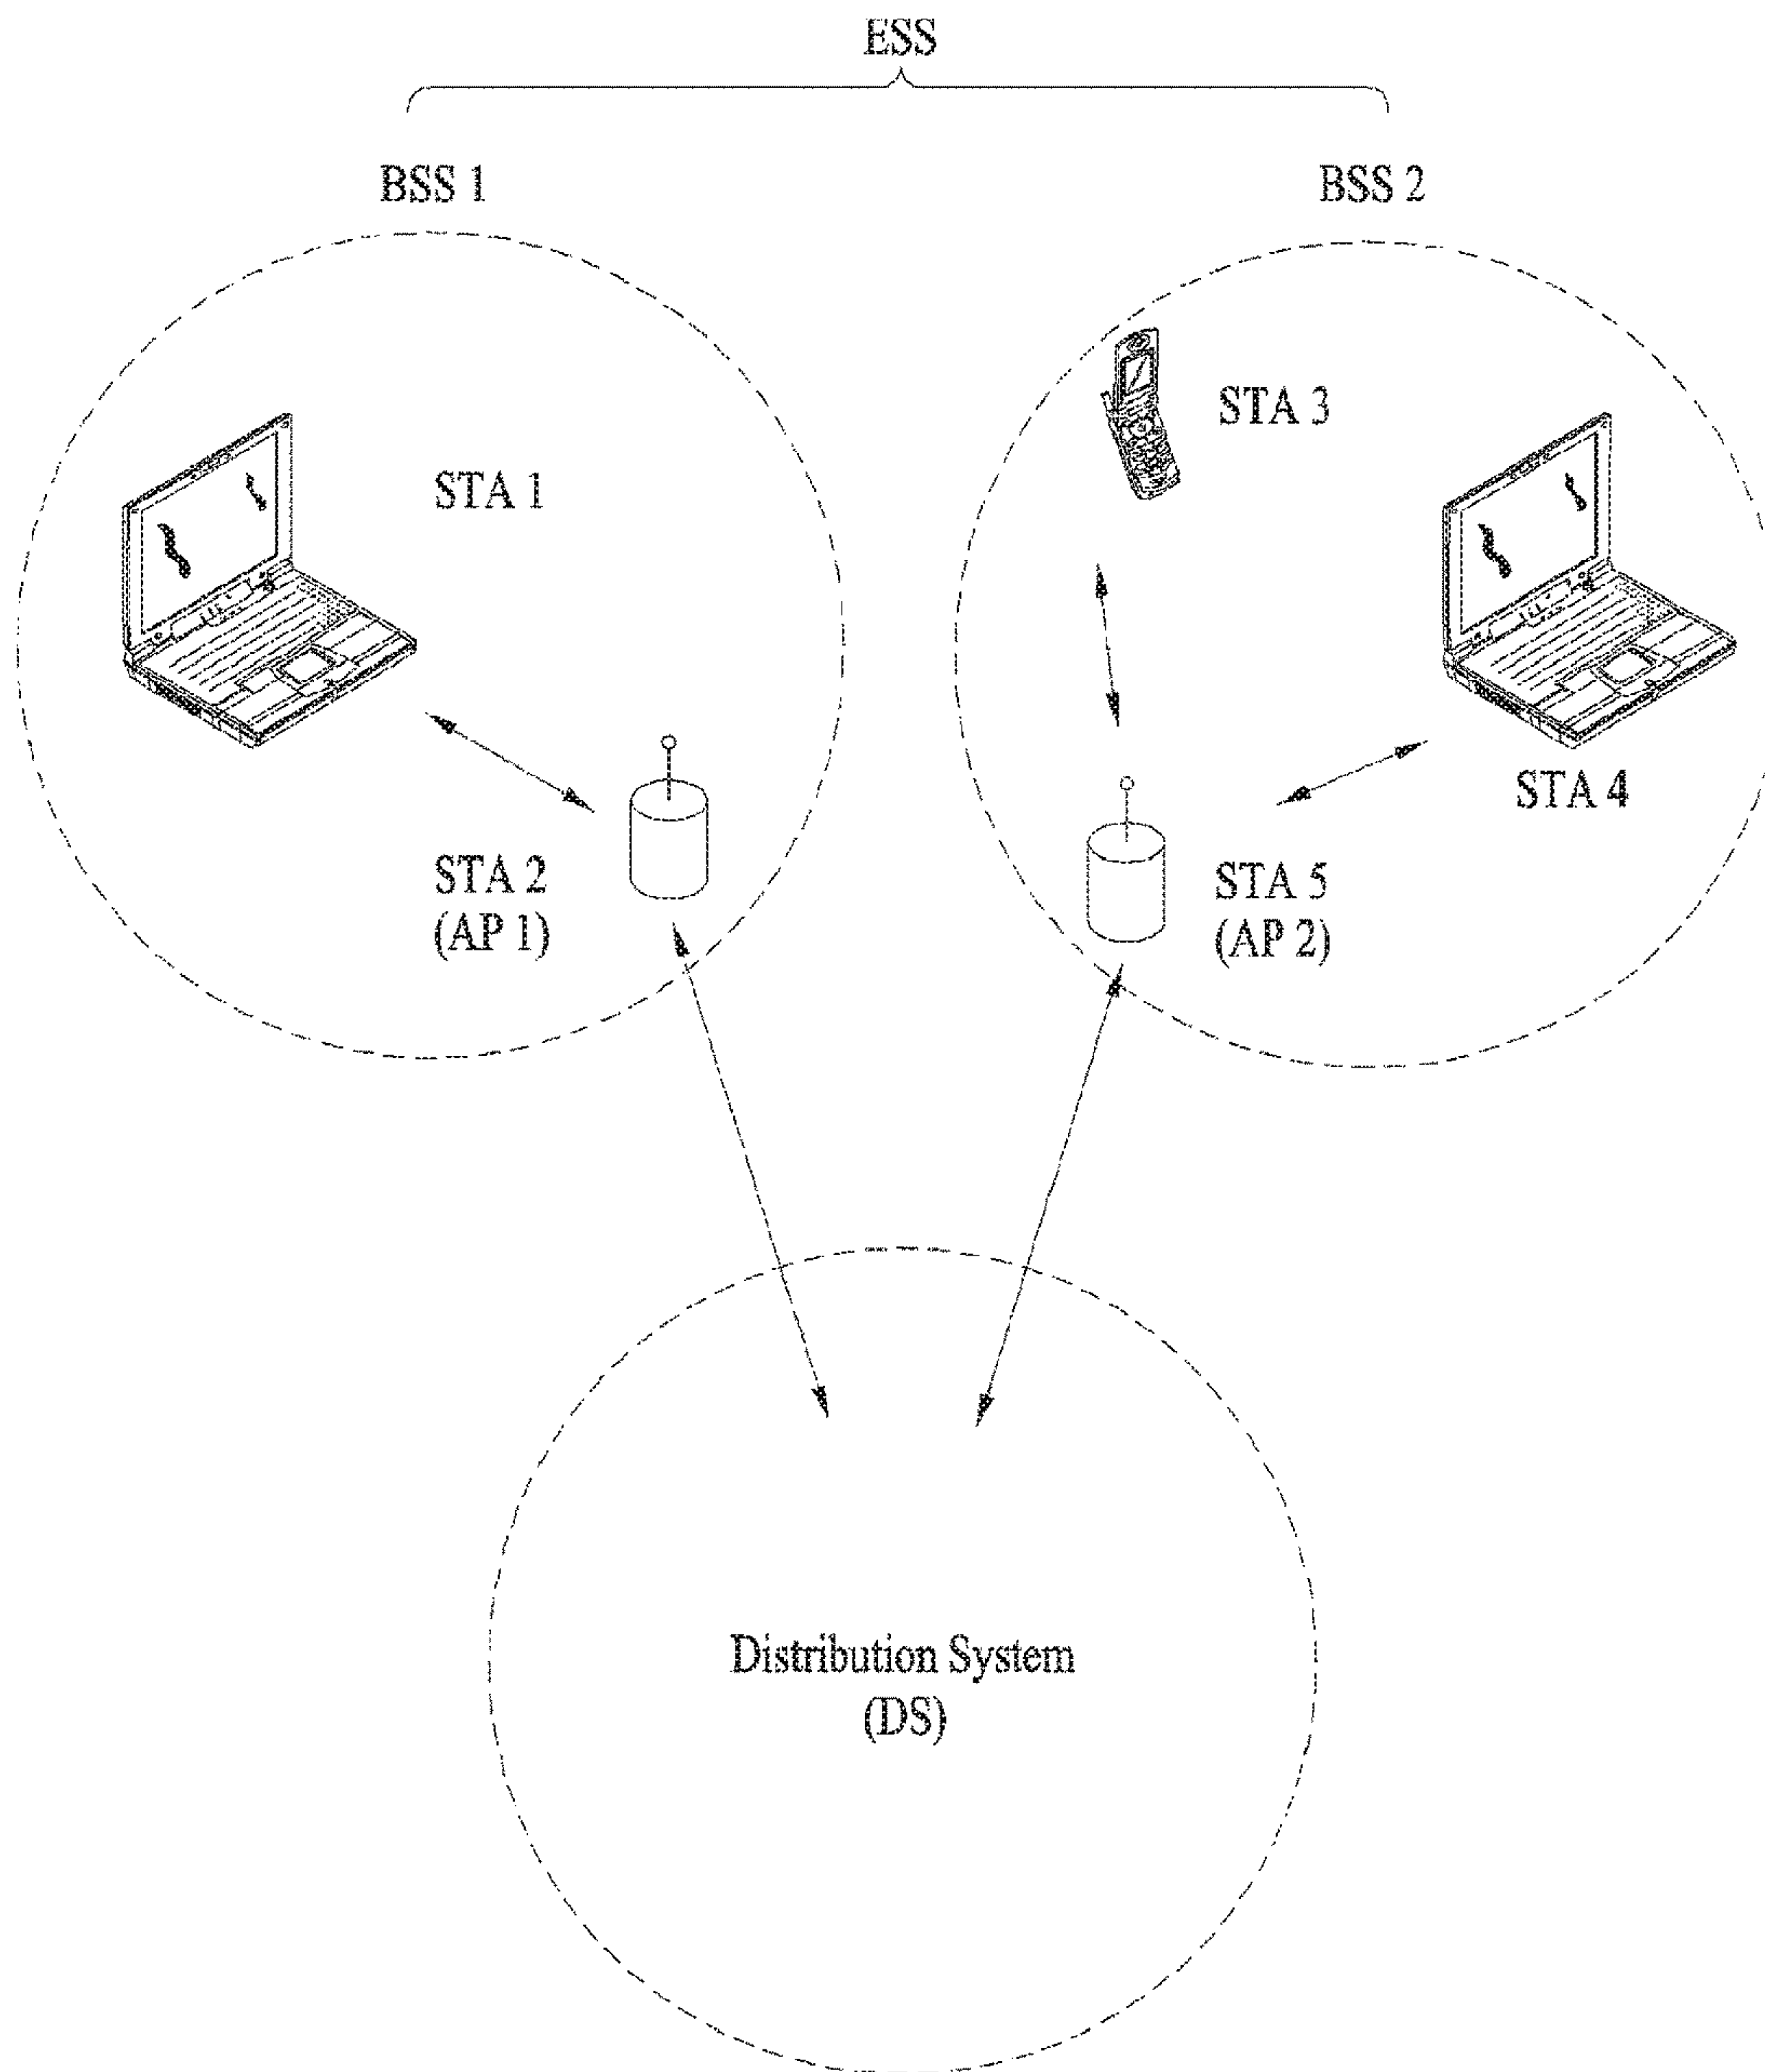 ESS
BSS 1
BSS 2
STA 1
STA 3
STA 4
STA 2
(AP 1)
STA 5
(AP 2)
Distribution System
(DS)